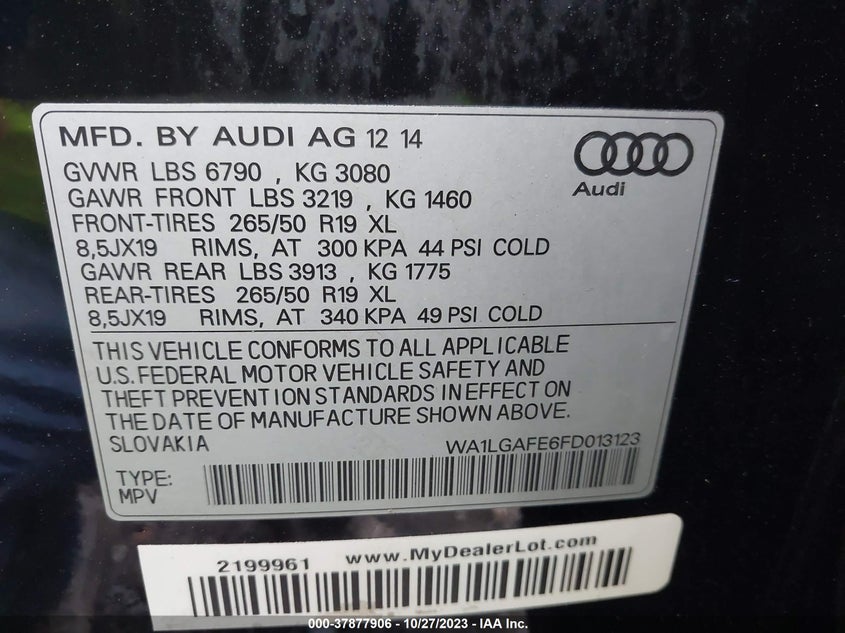 MFD. BY AUDI AG 12 14
Audi
GVWR LBS 6790 , KG 3080
GAWR FRONT LBS 3219 , KG 1460
FRONT-TIRES 265/50 R19 XL
8,5JX19 RIMS, AT 300 KPA 44 PSI COLD
GAWR REAR LBS 3913 , KG 1775
REAR-TIRES 265/50 R19 XL
8,5JX19 RIMS, AT 340 KPA 49 PSI COLD
THIS VEHICLE CONFORMS TO ALL APPLICABLE
U.S. FEDERAL MOTOR VEHICLE SAFETY AND
THEFT PREVENTION STANDARDS IN EFFECT ON
THE DATE OF MANUFACTURE SHOWN ABOVE.
SLOVAKIA WA1LGAFE6FD013123
TYPE:
MPV
2199961 www.MyDealerLot.com
000-37877906 - 10/27/2023 - IAA Inc.